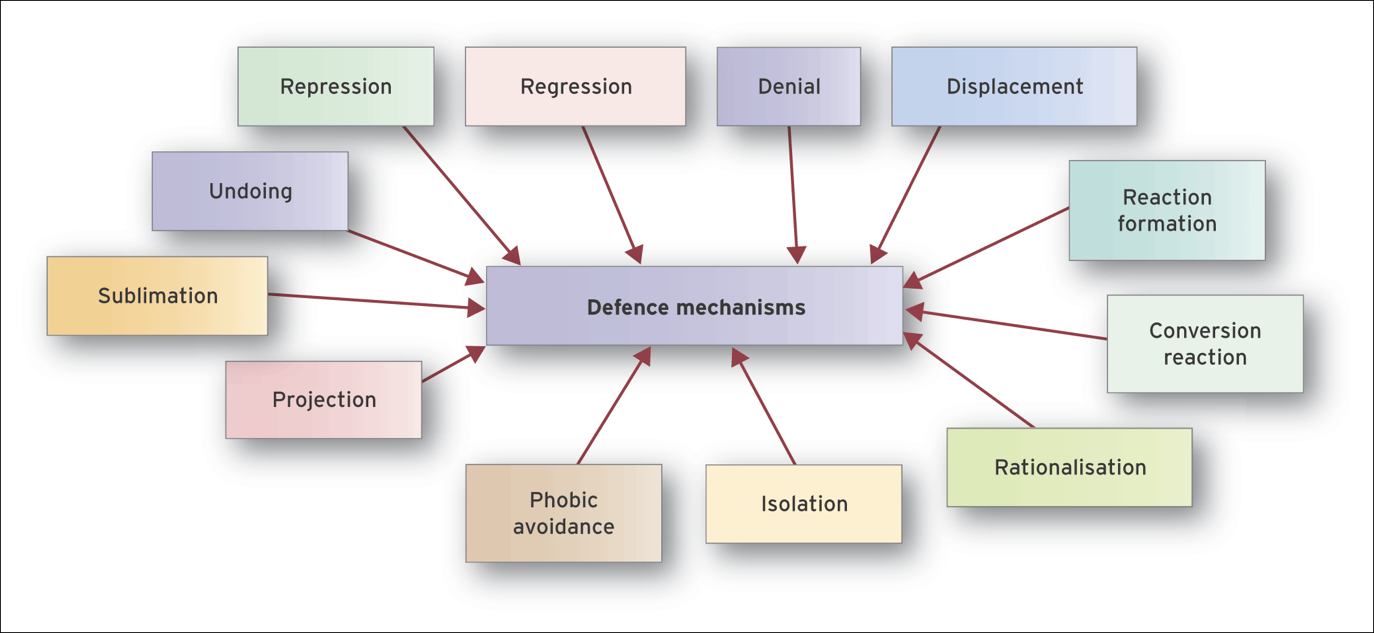 Repression
Regression
Denial
Displacement
Undoing
Reaction
formation
Sublimation
Defence mechanisms
Conversion
reaction
Projection
Rationalisation
Phobic
avoidance
Isolation